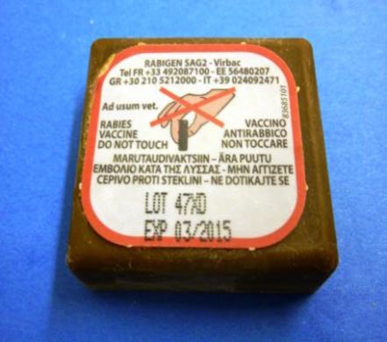 RABIGEN SAG2 - Virbac
Tel FR +33 492087100 - EE 56480207
GR +30 210 5212000 - IT +39 024092471
Ad usum vet.
RABIES
VACCINE
DO NOT TOUCH
83685101
VACCINO
ANTIRABBICO
NON TOCCARE
MARUTAUDIVAKTSIIN – ÄRA PUUTU
ΕΜΒΟΛΙΟ ΚΑΤΑ ΤΗΣ ΛΥΣΣΑΣ - ΜΗΝ ΑΓΓΙΖΕΤΕ
CEPIVO PROTI STEKLINI – NE DOTIKAJTE SE
LOT 47XD
EXP 03/2015